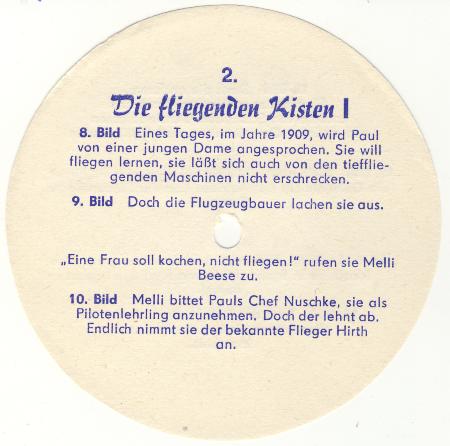 2.
Die fliegenden Kisten I
8. Bild Eines Tages, im Jahre 1909, wird Paul
von einer jungen Dame angesprochen. Sie will
fliegen lernen, sie läßt sich auch von den tiefflie-
genden Maschinen nicht erschrecken.
9. Bild Doch die Flugzeugbauer lachen sie aus.
„Eine Frau soll kochen, nicht fliegen!“ rufen sie Melli
Beese zu.
10. Bild Melli bittet Pauls Chef Nuschke, sie als
Pilotenlehrling anzunehmen. Doch der lehnt ab.
Endlich nimmt sie der bekannte Flieger Hirth
an.